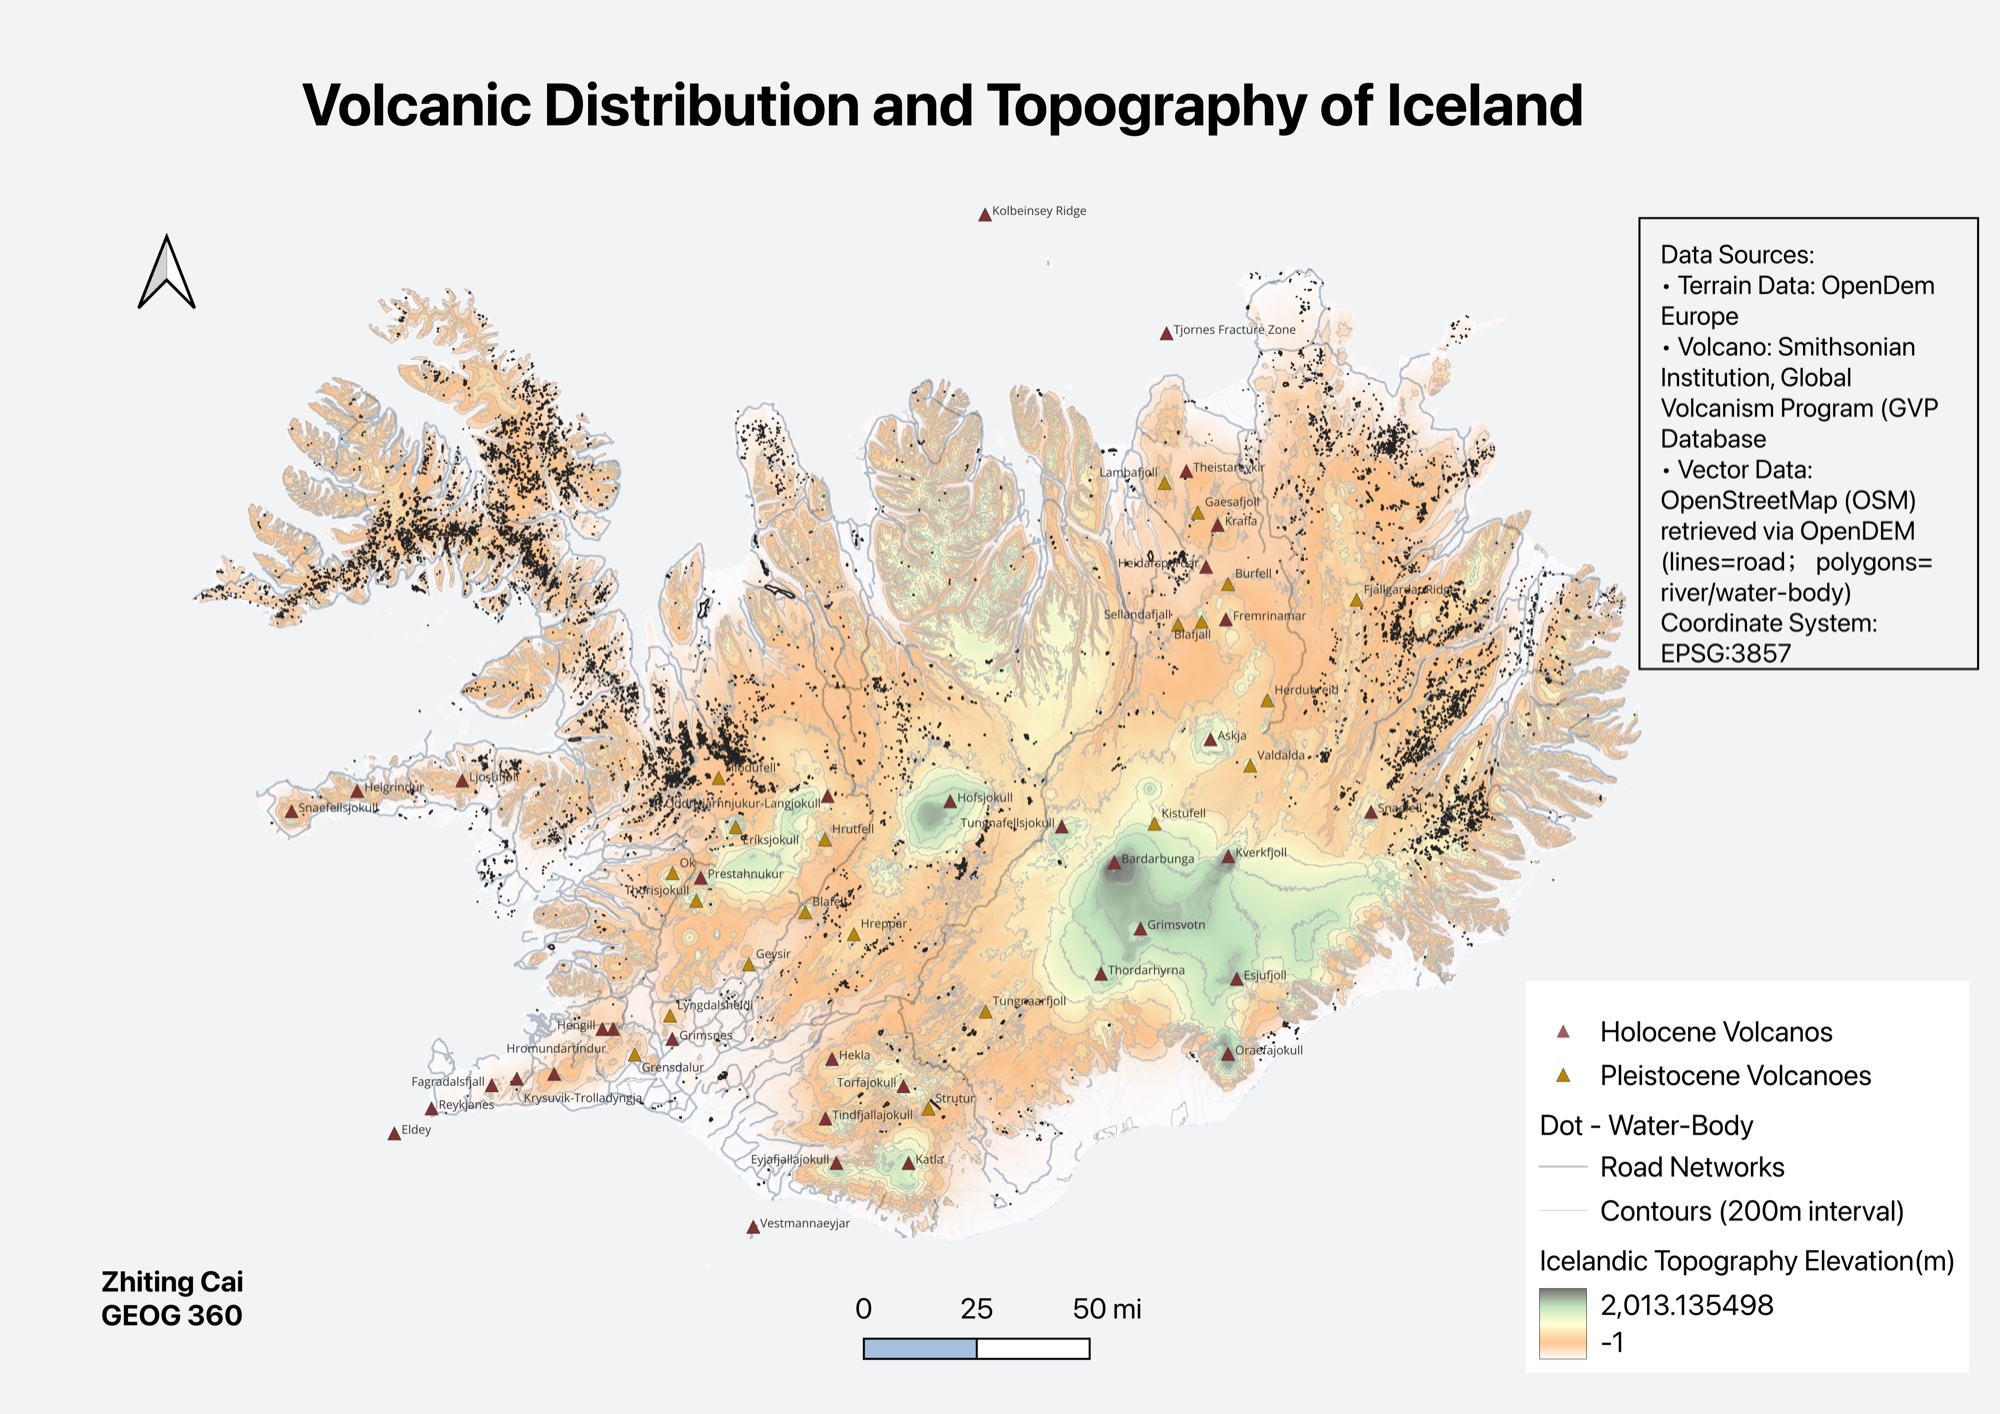 Volcanic Distribution and Topography of Iceland
Kolbeinsey Ridge
Data Sources:
• Terrain Data: OpenDem
Europe
• Volcano: Smithsonian
Institution, Global
Volcanism Program (GVP
Database
• Vector Data:
OpenStreetMap (OSM)
retrieved via OpenDEM
(lines=road； polygons=
river/water-body)
Coordinate System:
EPSG:3857
Tjornes Fracture Zone
Lambafjoll
Theistareykir
Gaesafjoll
Krafla
Heidarsporðar
Burfell
Fjallgardar Ridge
Sellandafjall
Fremrinamar
Blafjall
Herdubreid
Askja
Valdalda
Hlodufell
Ljosufjoll
Helgrindur
Snaefellsjokull
Oddnyjarhnjukur-Langjokull
Hofsjokull
Tungnafellsjokull
Kistufell
Snaefell
Hrutfell
Eriksjokull
Ok
Prestahnukur
Thorisjokull
Bardarbunga
Kverkfjoll
Blafell
Hreppar
Grimsvotn
Geysir
Thordarhyrna
Esjufjoll
Lyngdalsheidi
Tungnaarfjoll
Hengill
Grimsnes
Hromundartindur
Hekla
Oraefajokull
Grensdalur
Fagradalsfjall
Torfajokull
Krysuvik-Trolladyngja
Strutur
Reykjanes
Tindfjallajokull
Eldey
Eyjafjallajokull
Katla
Vestmannaeyjar
Holocene Volcanos
Pleistocene Volcanoes
Dot - Water-Body
Road Networks
Contours (200m interval)
Icelandic Topography Elevation(m)
2,013.135498
-1
Zhiting Cai
GEOG 360
0 25 50 mi